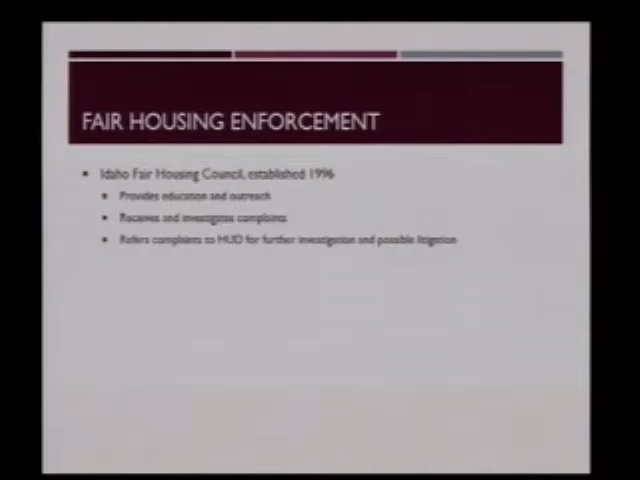 FAIR HOUSING ENFORCEMENT
Idaho Fair Housing Council, established 1996
Provides education and outreach
Receives and investigates complaints
Refers complaints to HUD for further investigation and possible litigation